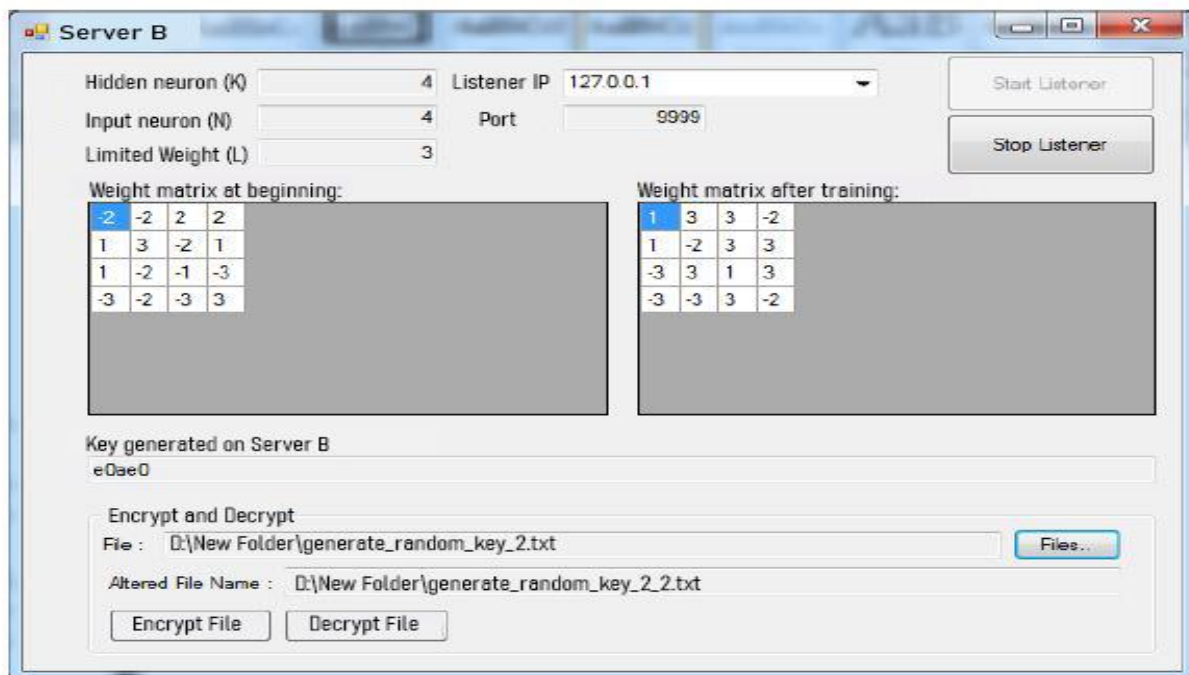 Server B
Hidden neuron (K) 4 Listener IP 127.0.0.1 Start Listener
Input neuron (N) 4 Port 9999
Limited Weight (L) 3 Stop Listener
Weight matrix at beginning: Weight matrix after training:
-2 -2 2 2 1 3 3 -2
1 3 -2 1 1 -2 3 3
1 -2 -1 -3 -3 3 1 3
-3 -2 -3 3 -3 -3 3 -2
Key generated on Server B
e0ae0
Encrypt and Decrypt
File : D:\New Folder\generate_random_key_2.txt Files..
Altered File Name : D:\New Folder\generate_random_key_2_2.txt
Encrypt File Decrypt File